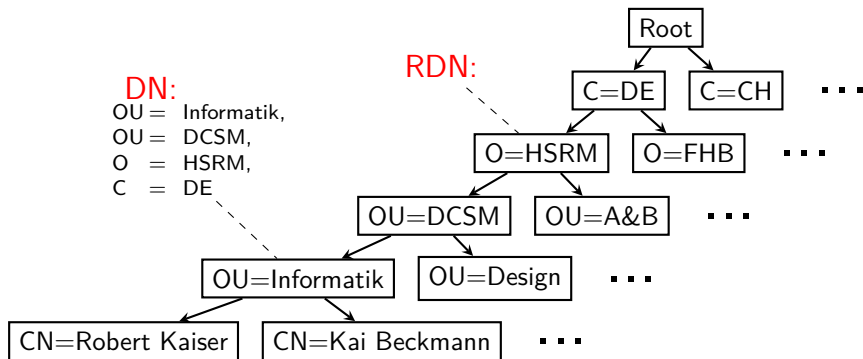 Root
DN:
RDN:
C=DE
C=CH
OU = Informatik,
OU = DCSM,
O = HSRM,
C = DE
O=HSRM
O=FHB
OU=DCSM
OU=A&B
OU=Informatik
OU=Design
CN=Robert Kaiser
CN=Kai Beckmann